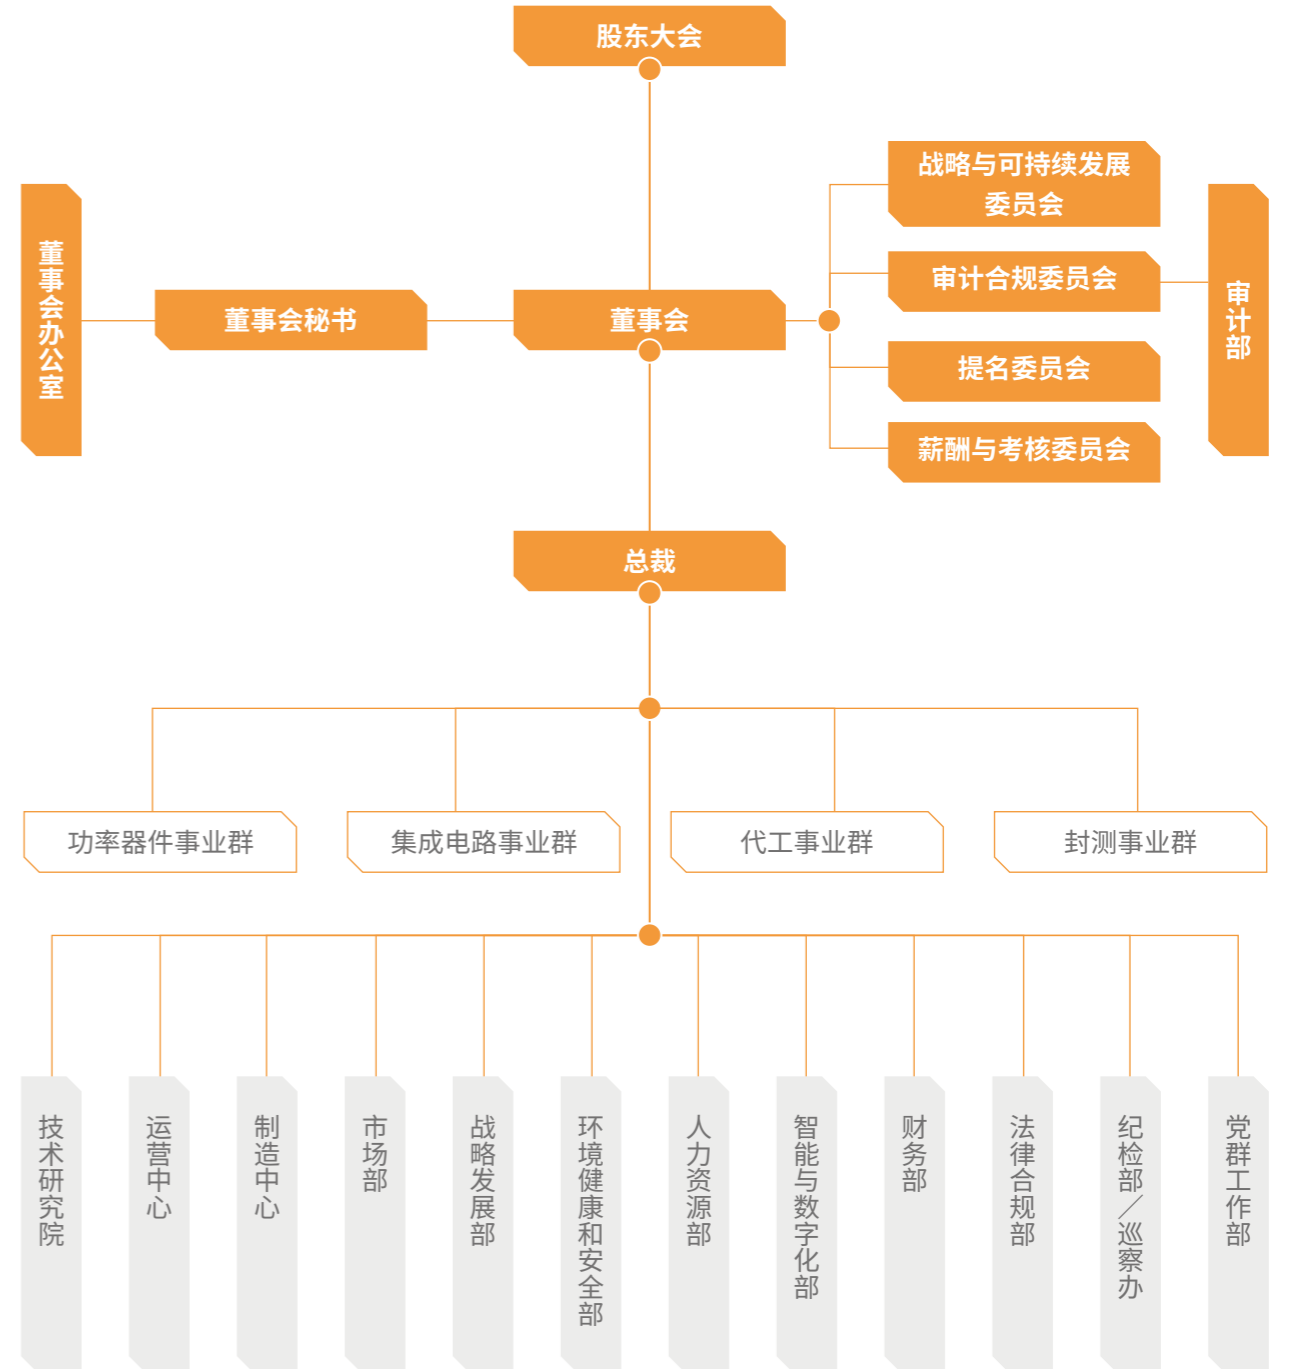 股东大会
战略与可持续发展
委员会
董事会办公室
董事会秘书
董事会
审计合规委员会
审计部
提名委员会
薪酬与考核委员会
总裁
功率器件事业群
集成电路事业群
代工事业群
封测事业群
技术研究院
运营中心
制造中心
市场部
战略发展部
环境健康和安全部
人力资源部
智能与数字化部
财务部
法律合规部
纪检部／巡察办
党群工作部